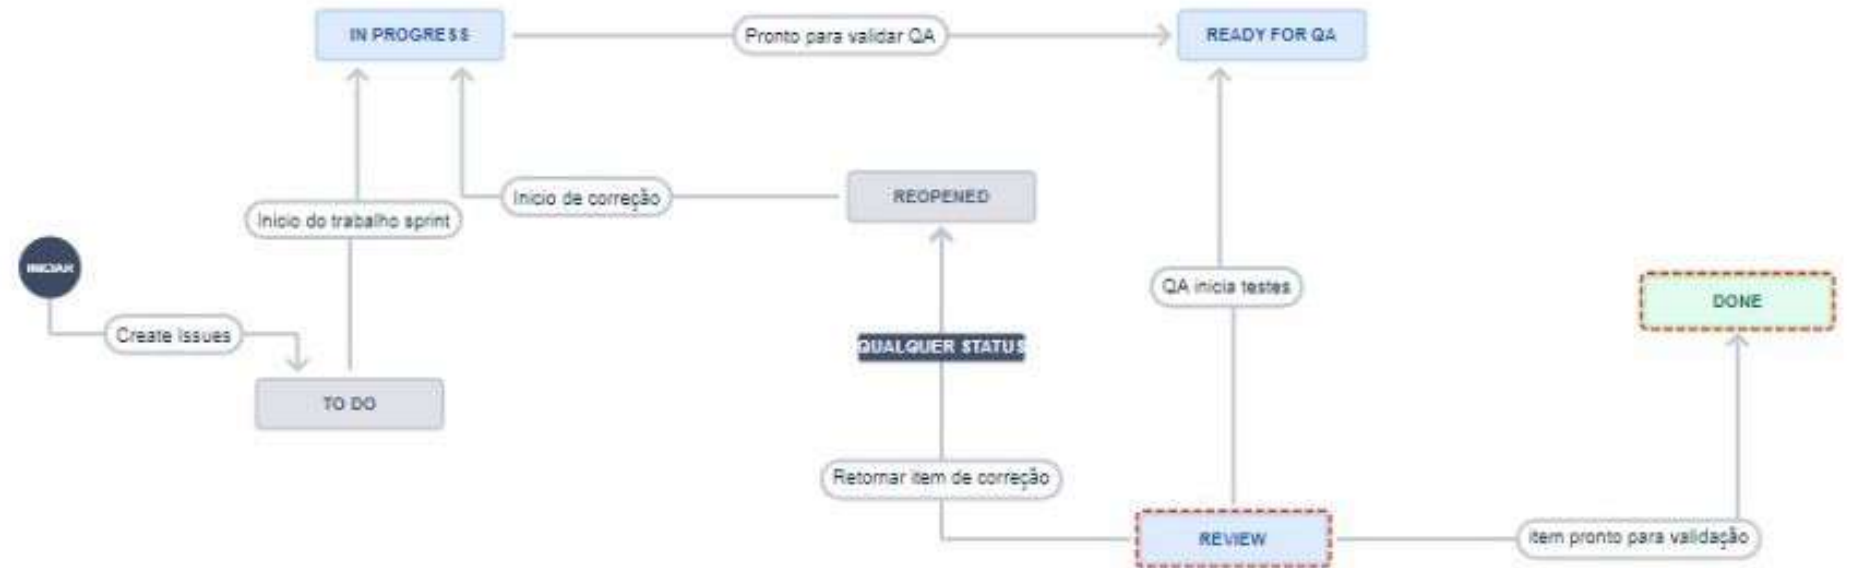 IN PROGRESS
Pronto para validar QA
READY FOR QA
REOPENED
Inicio de correção
Inicio do trabalho sprint
INICIAR
QA inicia testes
DONE
Create Issues
QUALQUER STATUS
TO DO
Retornar item de correção
REVIEW
item pronto para validação